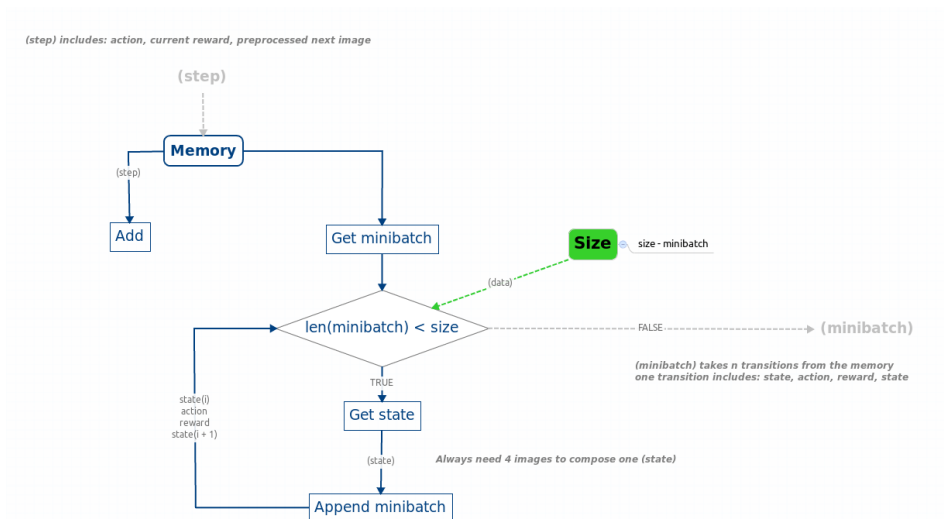 (step) includes: action, current reward, preprocessed next image
(step)
Memory
(step)
Add
Get minibatch
Size
size - minibatch
(data)
len(minibatch) < size
FALSE
(minibatch)
(minibatch) takes n transitions from the memory
one transition includes: state, action, reward, state
TRUE
state(i)
action
reward
state(i + 1)
Get state
(state)
Always need 4 images to compose one (state)
Append minibatch